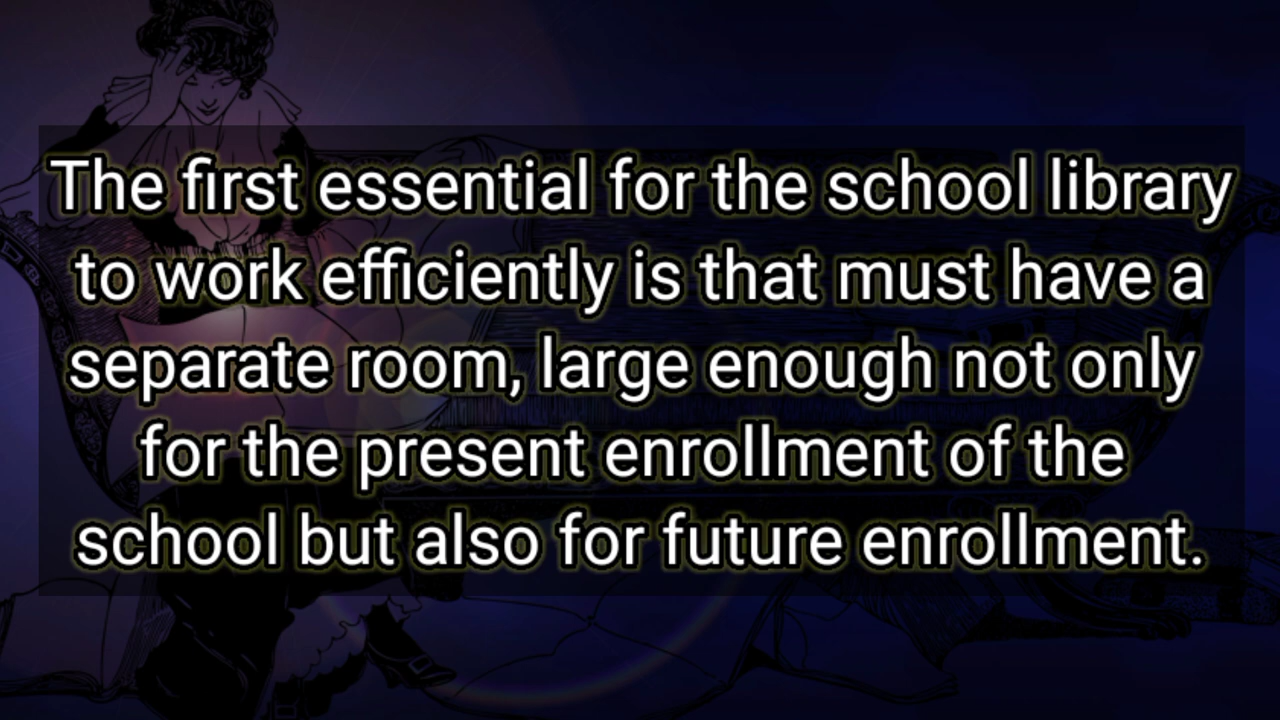 The first essential for the school library
to work efficiently is that must have a
separate room, large enough not only
for the present enrollment of the
school but also for future enrollment.